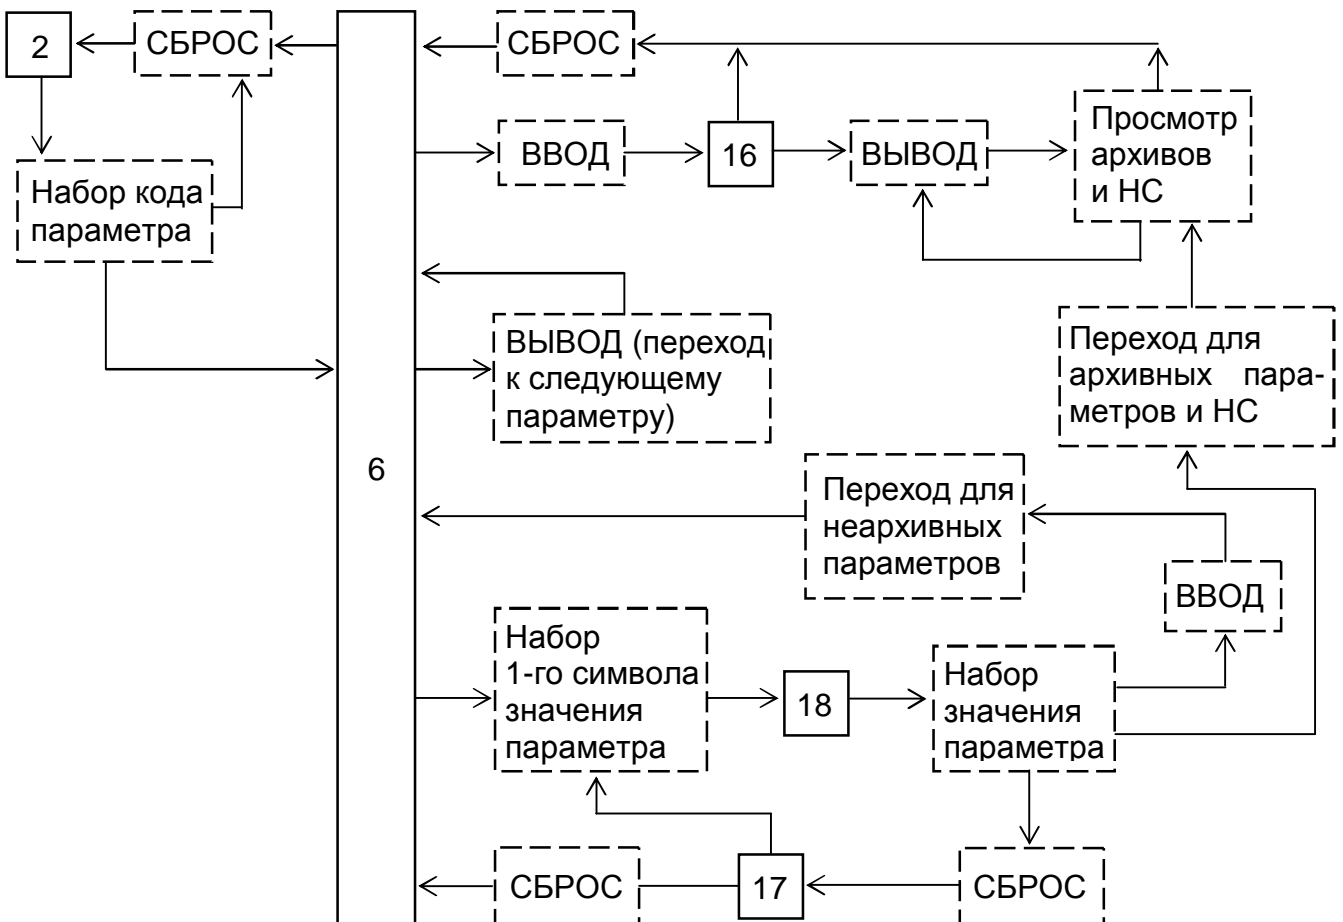 2
СБРОС
СБРОС
ВВОД
16
ВЫВОД
Просмотр
архивов
и НС
Набор кода
параметра
ВЫВОД (переход
к следующему
параметру)
Переход для
архивных пара-
метров и НС
6
Переход для
неархивных
параметров
ВВОД
Набор
1-го символа
значения
параметра
18
Набор
значения
параметра
СБРОС
17
СБРОС